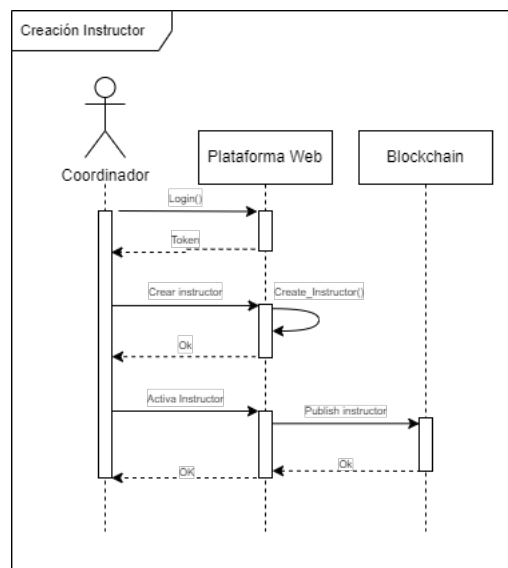 Creación Instructor
Coordinador
Plataforma Web
Blockchain
Login()
Token
Crear instructor
Create_Instructor()
Ok
Activa Instructor
Publish instructor
Ok
OK